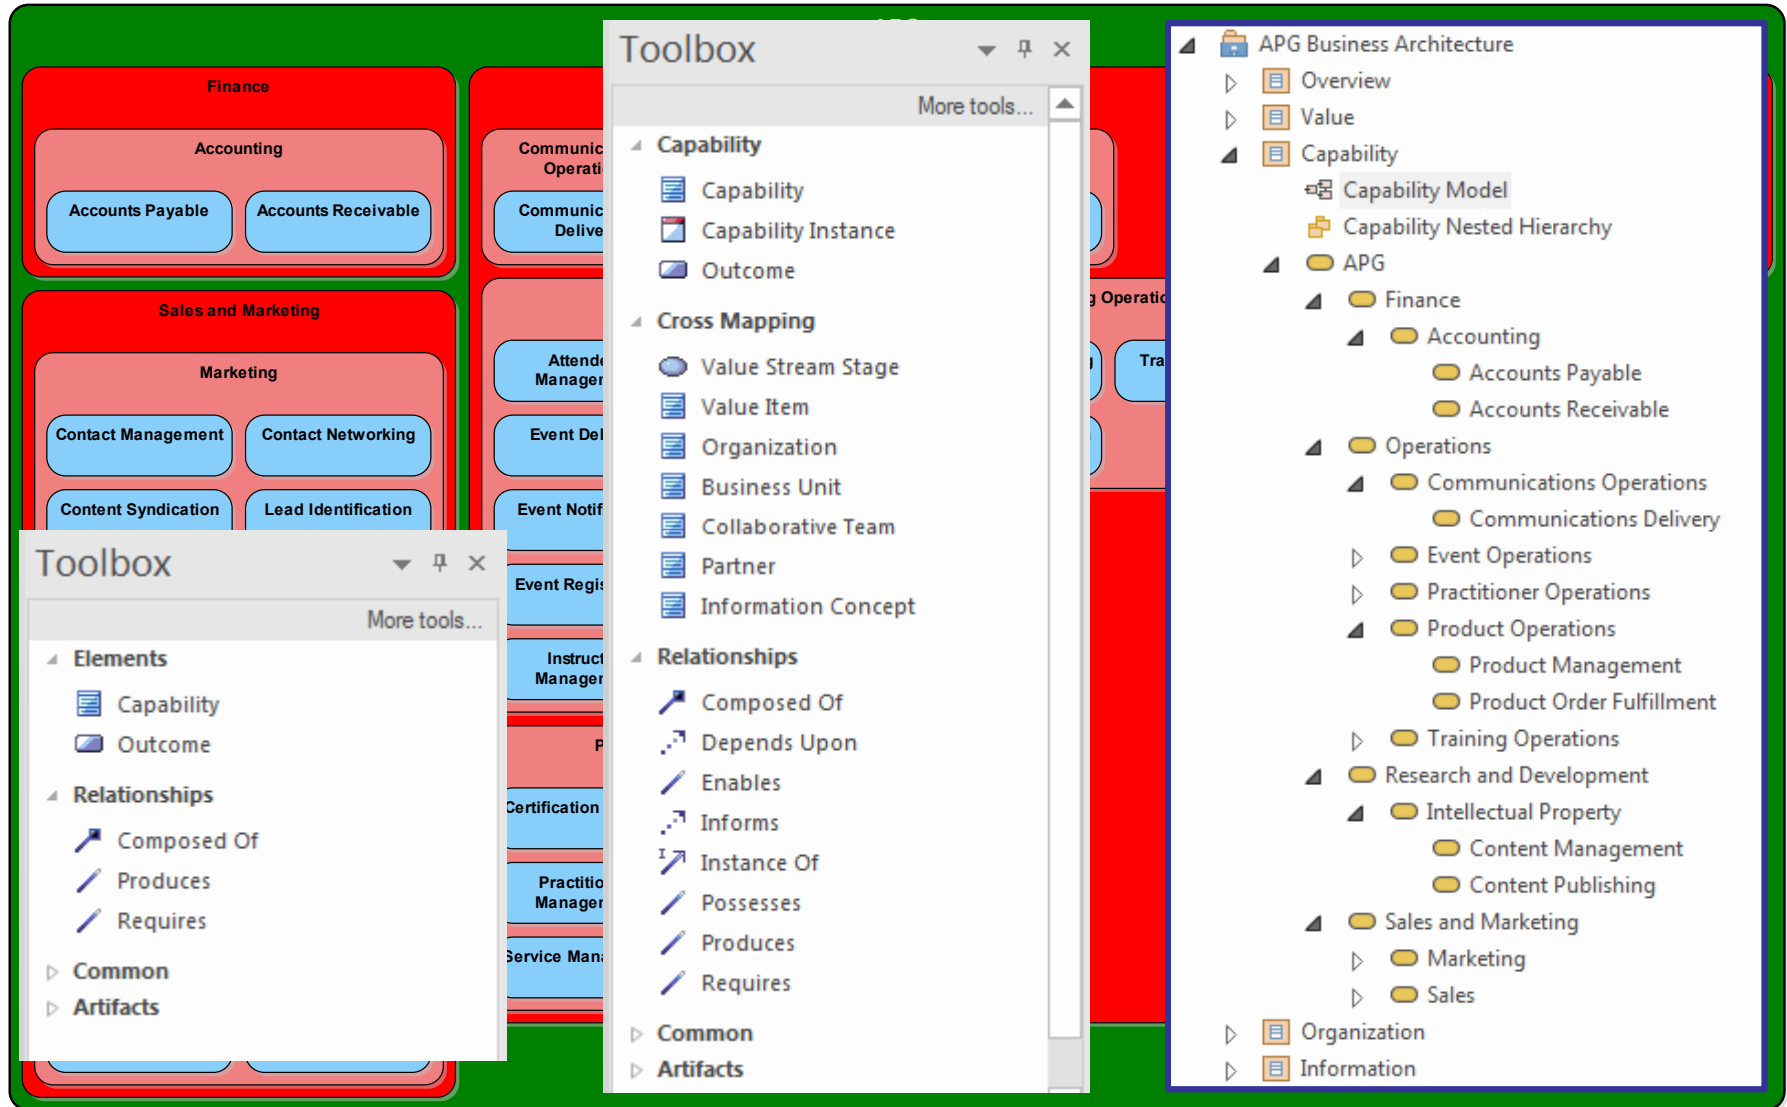 Finance
Accounting
Accounts Payable
Accounts Receivable
Sales and Marketing
Marketing
Contact Management
Contact Networking
Content Syndication
Lead Identification
Toolbox
More tools...
Elements
Capability
Outcome
Relationships
Composed Of
Produces
Requires
Common
Artifacts
Event
Instruct
Certification
Toolbox
More tools...
Capability
Capability
Capability Instance
Outcome
Cross Mapping
Value Stream Stage
Value Item
Organization
Business Unit
Collaborative Team
Partner
Information Concept
Relationships
Composed Of
Depends Upon
Enables
Informs
Instance Of
Possesses
Produces
Requires
Common
Artifacts
APG Business Architecture
Overview
Value
Capability
Capability Model
Capability Nested Hierarchy
APG
Finance
Accounting
Accounts Payable
Accounts Receivable
Operations
Communications Operations
Communications Delivery
Event Operations
Practitioner Operations
Product Operations
Product Management
Product Order Fulfillment
Training Operations
Research and Development
Intellectual Property
Content Management
Content Publishing
Sales and Marketing
Marketing
Sales
Organization
Information